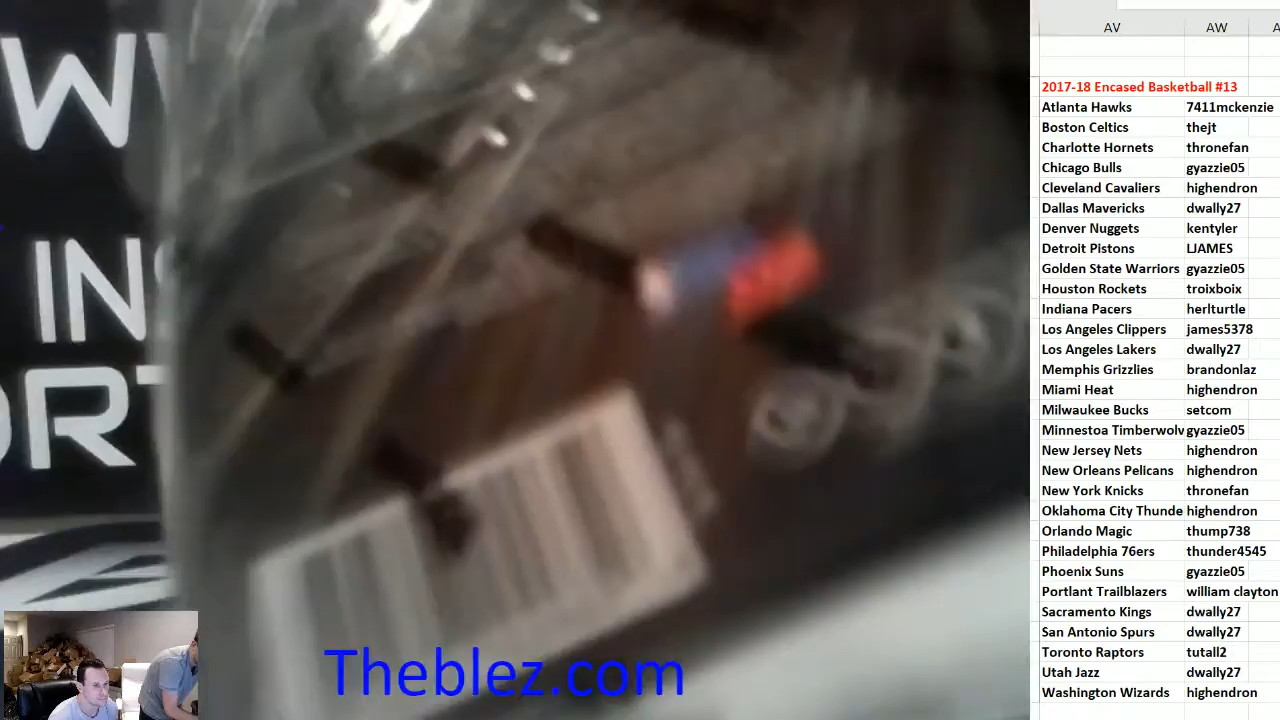 AV AW
2017-18 Encased Basketball #13
Atlanta Hawks 7411mckenzie
Boston Celtics thejt
Charlotte Hornets thronefan
Chicago Bulls gyazzie05
Cleveland Cavaliers highendron
Dallas Mavericks dwally27
Denver Nuggets kentyler
Detroit Pistons LJAMES
Golden State Warriors gyazzie05
Houston Rockets troixboix
Indiana Pacers herlturtle
Los Angeles Clippers james5378
Los Angeles Lakers dwally27
Memphis Grizzlies brandonlaz
Miami Heat highendron
Milwaukee Bucks setcom
Minnestoa Timberwolv gyazzie05
New Jersey Nets highendron
New Orleans Pelicans highendron
New York Knicks thronefan
Oklahoma City Thunde highendron
Orlando Magic thump738
Philadelphia 76ers thunder4545
Phoenix Suns gyazzie05
Portlant Trailblazers william clayton
Sacramento Kings dwally27
San Antonio Spurs dwally27
Toronto Raptors tutall2
Utah Jazz dwally27
Washington Wizards highendron
Theblez.com